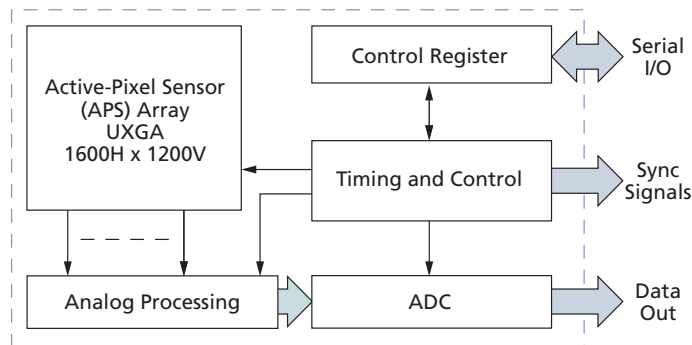 Active-Pixel Sensor
(APS) Array
UXGA
1600H x 1200V
Control Register
Serial
I/O
Timing and Control
Sync
Signals
Analog Processing
ADC
Data
Out